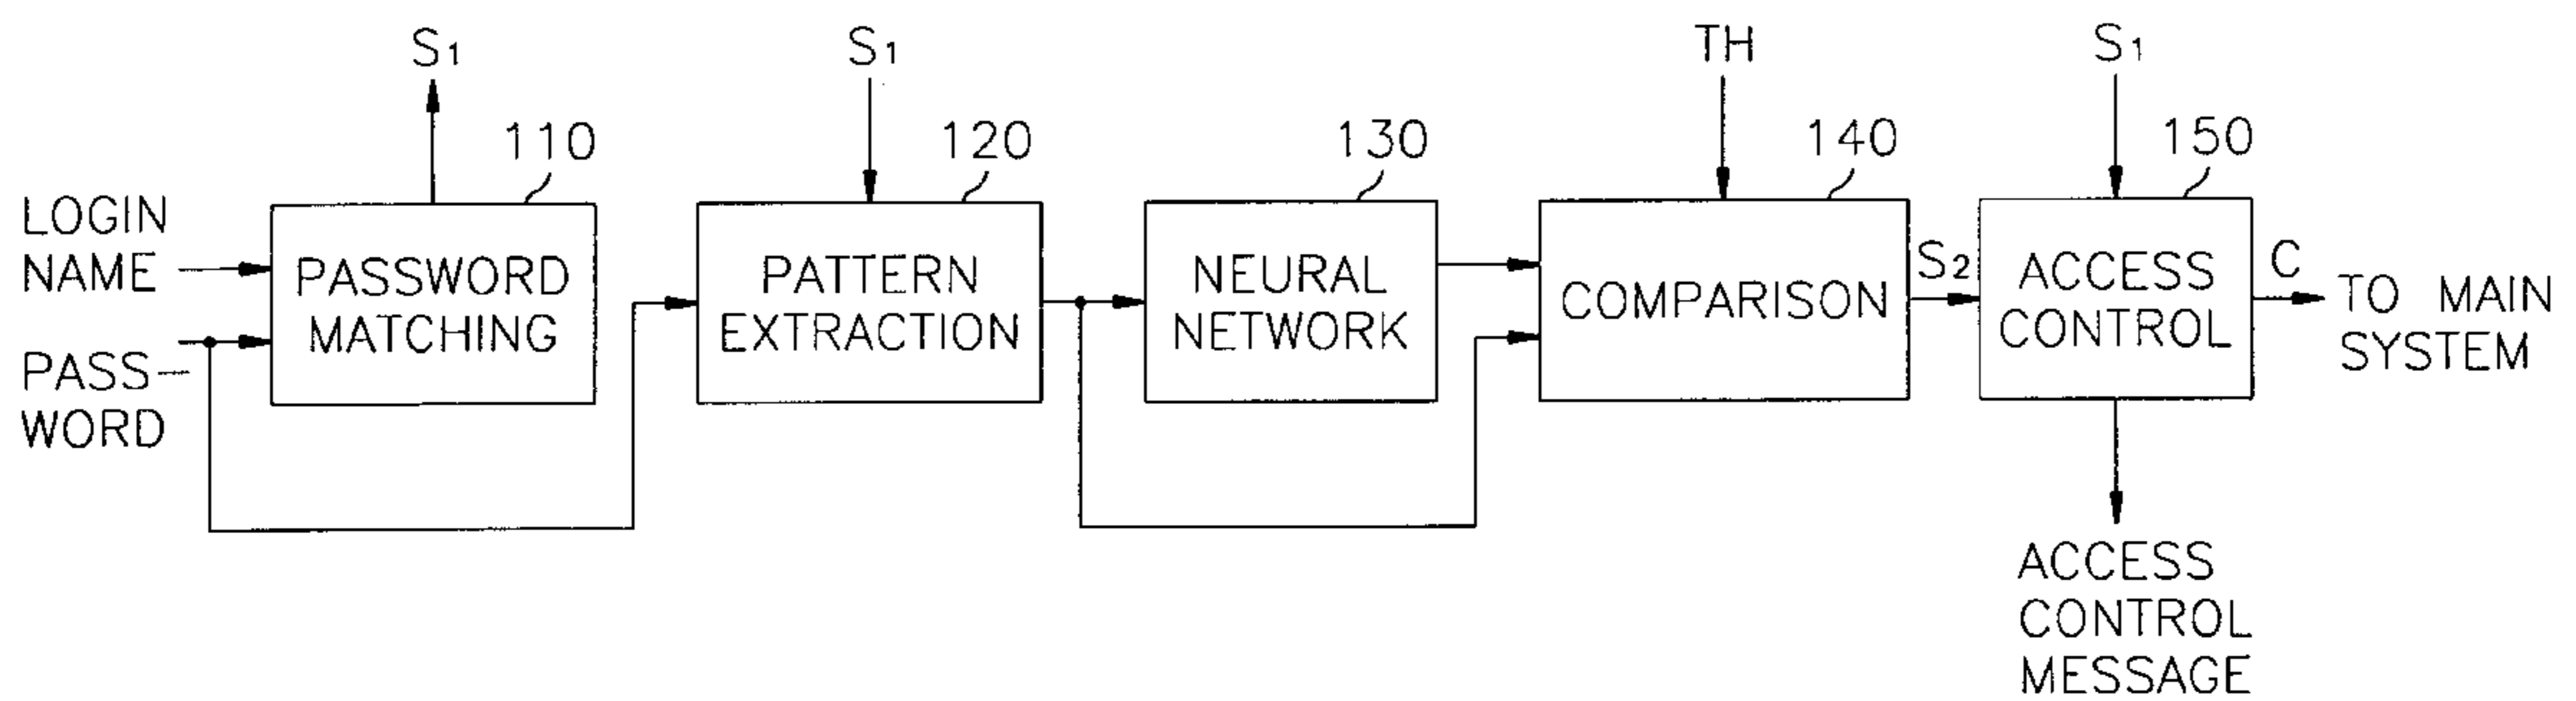 S1
S1
TH
S1
110
120
130
140
150
LOGIN
NAME
PASS-
WORD
PASSWORD
MATCHING
PATTERN
EXTRACTION
NEURAL
NETWORK
COMPARISON
S2
ACCESS
CONTROL
C
TO MAIN
SYSTEM
ACCESS
CONTROL
MESSAGE